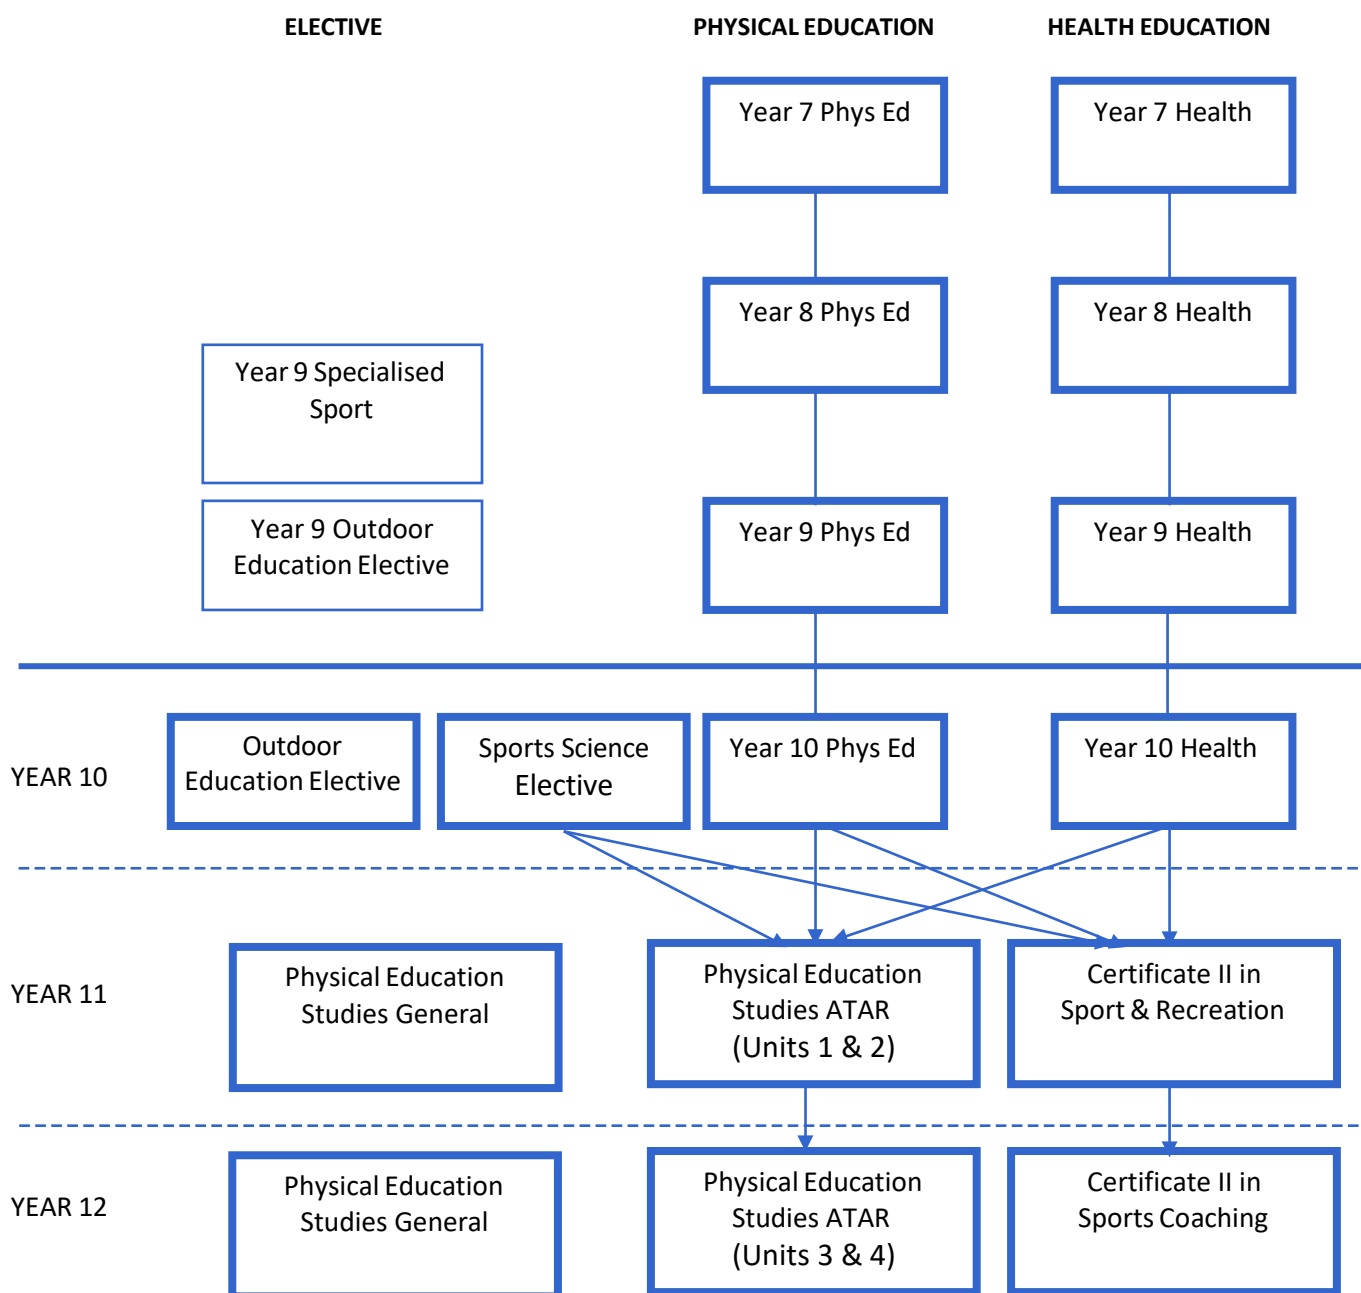 ELECTIVE
PHYSICAL EDUCATION
HEALTH EDUCATION
Year 7 Phys Ed
Year 7 Health
Year 8 Phys Ed
Year 8 Health
Year 9 Specialised
Sport
Year 9 Outdoor
Education Elective
Year 9 Phys Ed
Year 9 Health
YEAR 10
Outdoor
Education Elective
Sports Science
Elective
Year 10 Phys Ed
Year 10 Health
YEAR 11
Physical Education
Studies General
Physical Education
Studies ATAR
(Units 1 & 2)
Certificate II in
Sport & Recreation
YEAR 12
Physical Education
Studies General
Physical Education
Studies ATAR
(Units 3 & 4)
Certificate II in
Sports Coaching